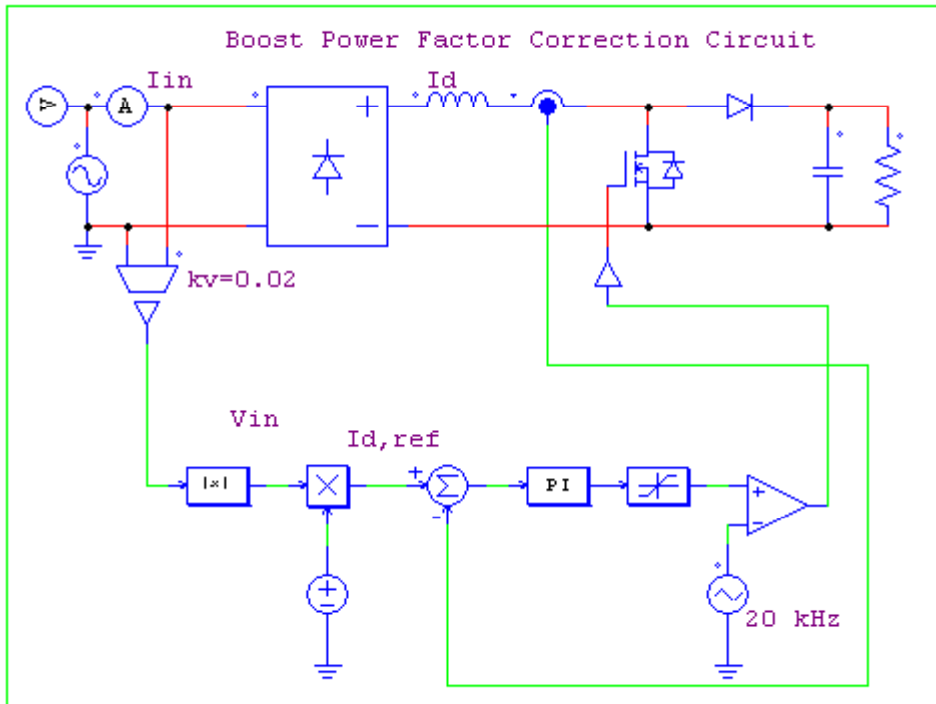 Boost Power Factor Correction Circuit
Iin
Id
V
A
kv=0.02
Vin
Id,ref
|x|
PI
20 kHz